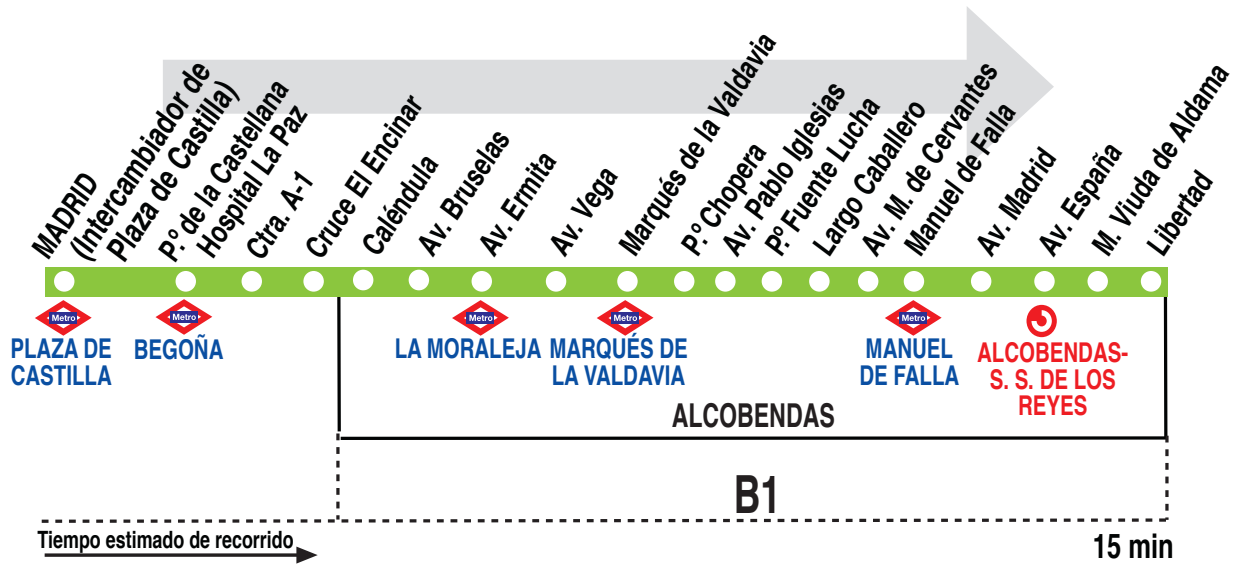 MADRID
(Intercambiador de
Plaza de Castilla)
P.º de la Castellana
Hospital La Paz
Ctra. A-1
Cruce El Encinar
Caléndula
Av. Bruselas
Av. Ermita
Av. Vega
Marqués de la Valdavia
P.º Chopera
Av. Pablo Iglesias
Pº Fuente Lucha
Largo Caballero
Av. M. de Cervantes
Manuel de Falla
Av. Madrid
Av. España
M. Viuda de Aldama
Libertad
Metro
PLAZA DE
CASTILLA
Metro
BEGOÑA
Metro
LA MORALEJA
Metro
MARQUÉS DE
LA VALDAVIA
Metro
MANUEL
DE FALLA
ALCOBENDAS-
S. S. DE LOS
REYES
ALCOBENDAS
B1
Tiempo estimado de recorrido
15 min